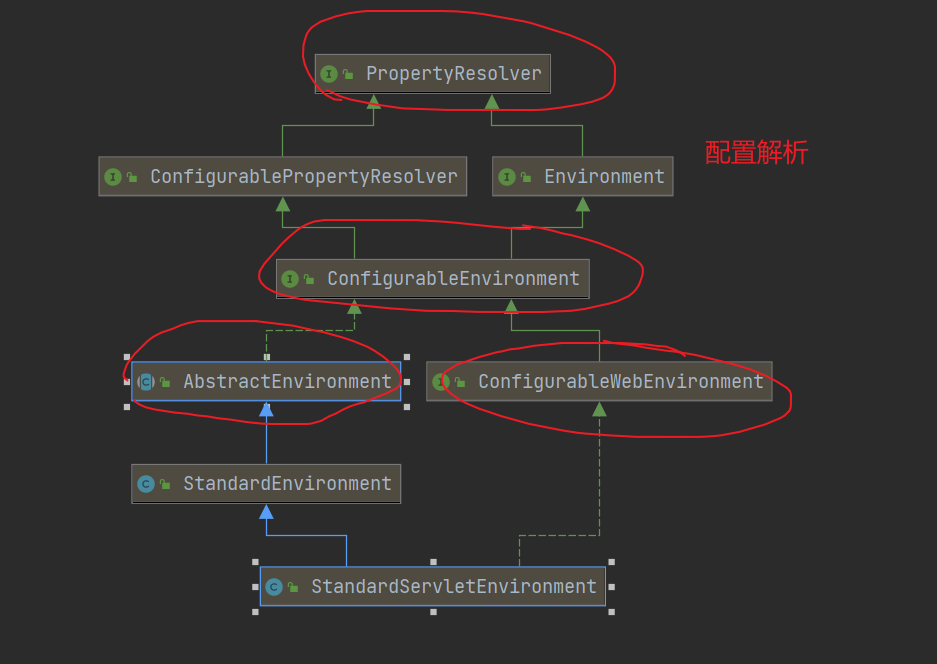 PropertyResolver
配置解析
ConfigurablePropertyResolver
Environment
ConfigurableEnvironment
AbstractEnvironment
ConfigurableWebEnvironment
StandardEnvironment
StandardServletEnvironment